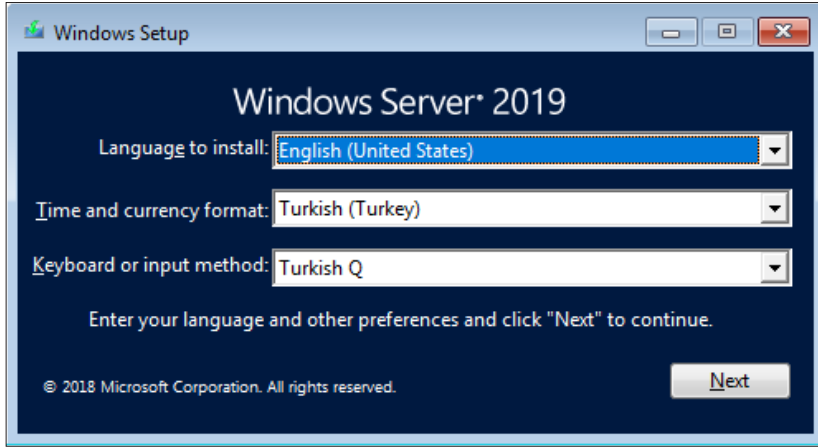 Windows Setup
Windows Server 2019
Language to install: English (United States)
Time and currency format: Turkish (Turkey)
Keyboard or input method: Turkish Q
Enter your language and other preferences and click "Next" to continue.
© 2018 Microsoft Corporation. All rights reserved.
Next